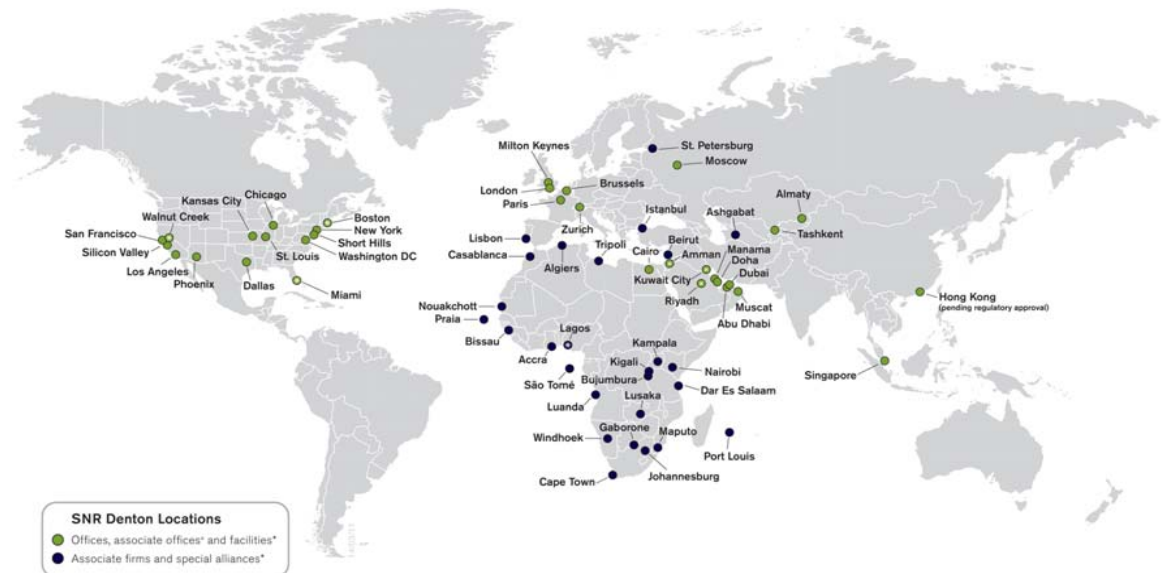 Milton Keynes
London
Paris
Brussels
Zurich
St. Petersburg
Moscow
Almaty
Tashkent
Istanbul
Ashgabat
Chicago
Kansas City
Walnut Creek
San Francisco
Silicon Valley
Los Angeles
Phoenix
Dallas
St. Louis
Boston
New York
Short Hills
Washington DC
Miami
Lisbon
Casablanca
Algiers
Tripoli
Cairo
Beirut
Amman
Kuwait City
Riyadh
Manama
Doha
Dubai
Muscat
Abu Dhabi
Hong Kong
(pending regulatory approval)
Singapore
Nouakchott
Praia
Bissau
Accra
Lagos
São Tomé
Luanda
Kampala
Kigali
Bujumbura
Nairobi
Dar Es Salaam
Lusaka
Windhoek
Gaborone
Maputo
Johannesburg
Cape Town
Port Louis
SNR Denton Locations
Offices, associate offices* and facilities*
Associate firms and special alliances*